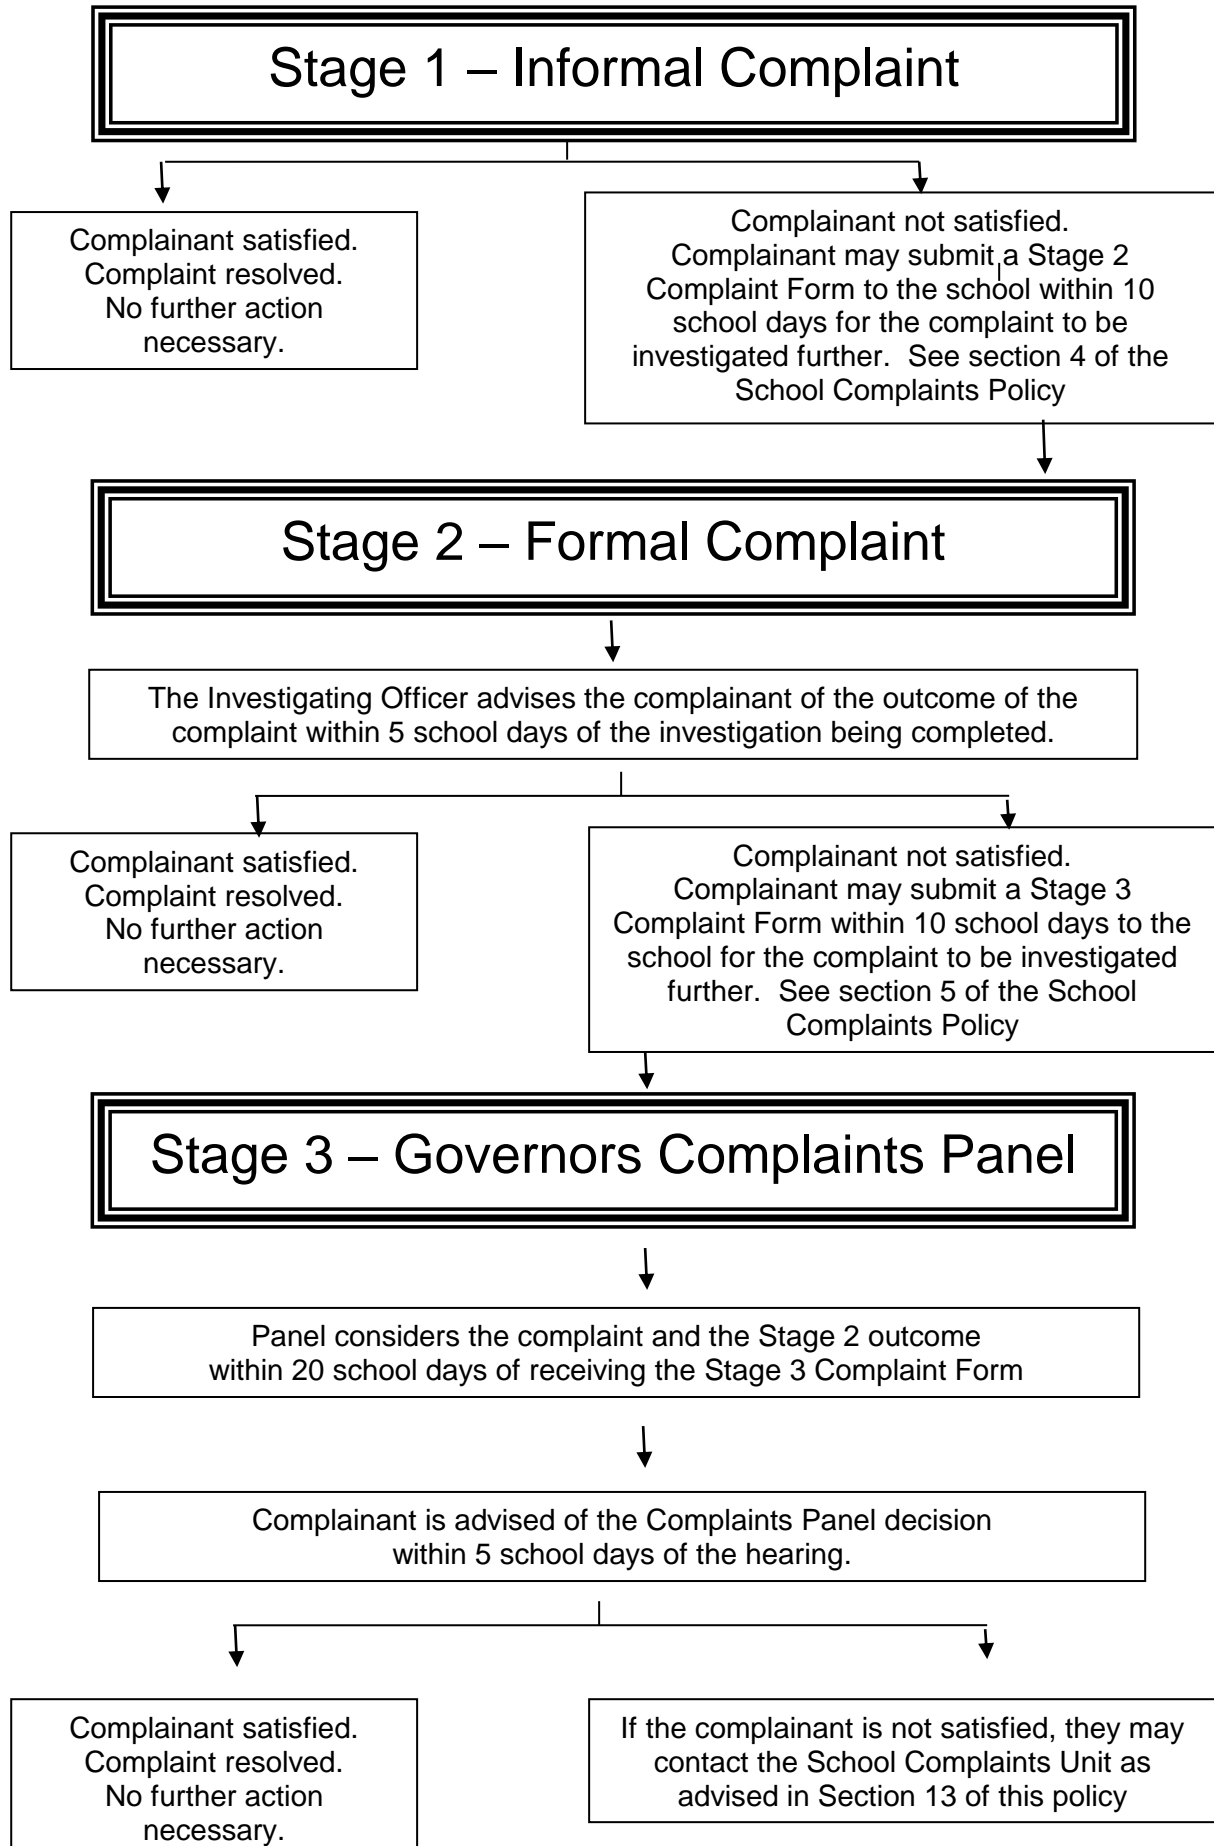 Stage 1 – Informal Complaint
Complainant satisfied.
Complaint resolved.
No further action
necessary.
Complainant not satisfied.
Complainant may submit a Stage 2
Complaint Form to the school within 10
school days for the complaint to be
investigated further.  See section 4 of the
School Complaints Policy
Stage 2 – Formal Complaint
The Investigating Officer advises the complainant of the outcome of the
complaint within 5 school days of the investigation being completed.
Complainant satisfied.
Complaint resolved.
No further action
necessary.
Complainant not satisfied.
Complainant may submit a Stage 3
Complaint Form within 10 school days to the
school for the complaint to be investigated
further.  See section 5 of the School
Complaints Policy
Stage 3 – Governors Complaints Panel
Panel considers the complaint and the Stage 2 outcome
within 20 school days of receiving the Stage 3 Complaint Form
Complainant is advised of the Complaints Panel decision
within 5 school days of the hearing.
Complainant satisfied.
Complaint resolved.
No further action
necessary.
If the complainant is not satisfied, they may
contact the School Complaints Unit as
advised in Section 13 of this policy